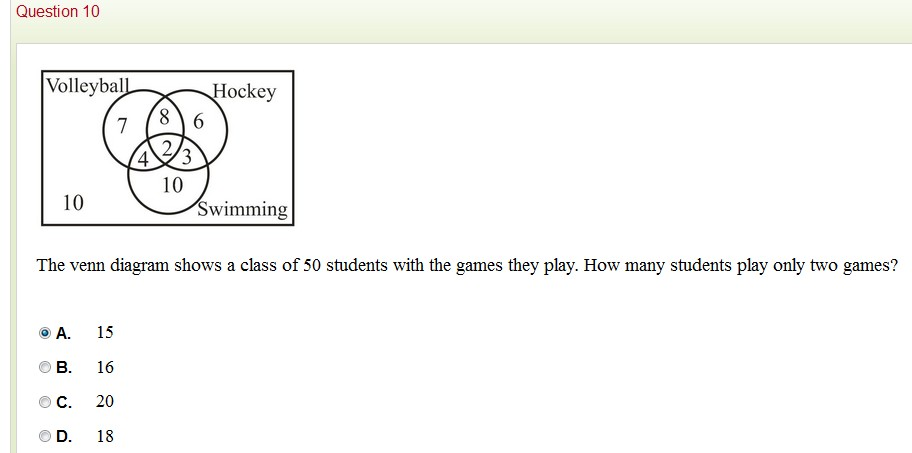 Question 10
Volleyball
Hockey
7 8 6
4 2 3
10
10
Swimming
The venn diagram shows a class of 50 students with the games they play. How many students play only two games?
A. 15
B. 16
C. 20
D. 18